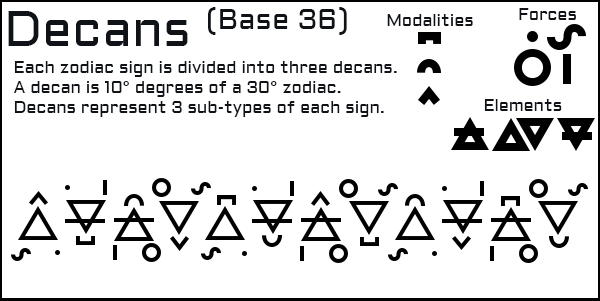 Decans (Base 36)
Modalities
Forces
Each zodiac sign is divided into three decans.
A decan is 10° degrees of a 30° zodiac.
Decans represent 3 sub-types of each sign.
Elements